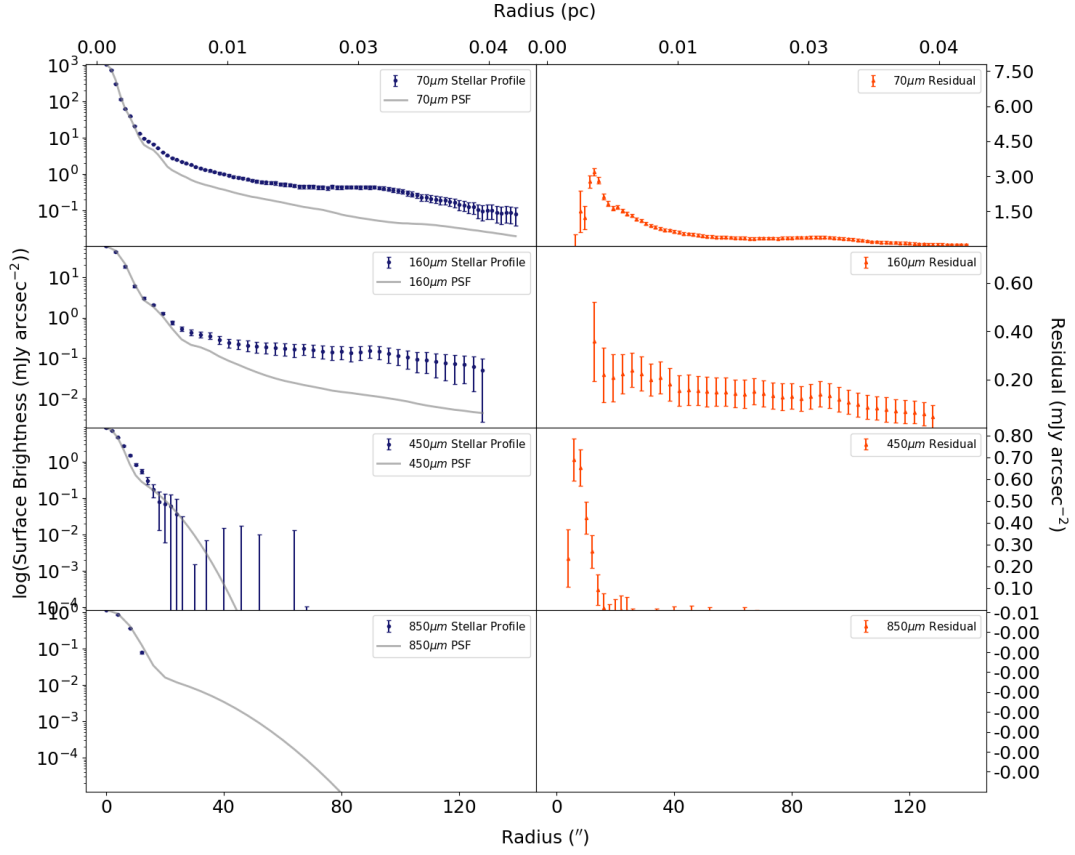 Radius (pc)
0.00 0.01 0.03 0.04 0.00 0.01 0.03 0.04
10³
10²
10¹
10⁰
10⁻¹
70μm Stellar Profile
70μm PSF
70μm Residual
7.50
6.00
4.50
3.00
1.50
10¹
10⁰
10⁻¹
10⁻²
160μm Stellar Profile
160μm PSF
160μm Residual
0.60
0.40
0.20
log(Surface Brightness (mJy arcsec⁻²))
Residual (mJy arcsec⁻²)
10⁰
10⁻¹
10⁻²
10⁻³
10⁻⁴
450μm Stellar Profile
450μm PSF
450μm Residual
0.80
0.70
0.60
0.50
0.40
0.30
0.20
0.10
10⁰
10⁻¹
10⁻²
10⁻³
10⁻⁴
850μm Stellar Profile
850μm PSF
850μm Residual
-0.01
-0.00
-0.00
-0.00
-0.00
-0.00
-0.00
-0.00
-0.00
0 40 80 120 0 40 80 120
Radius (″)